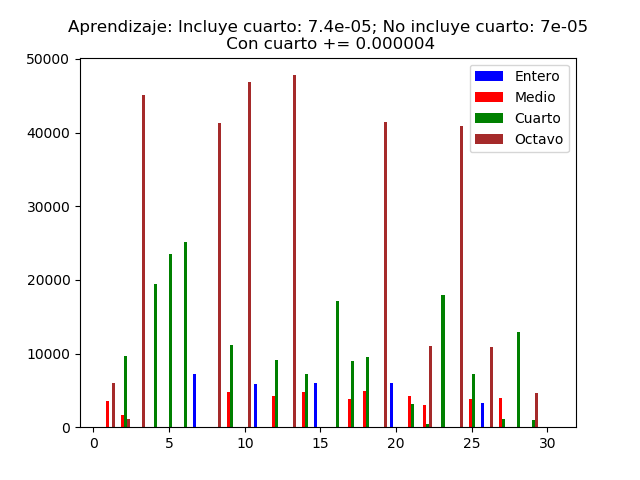 Aprendizaje: Incluye cuarto: 7.4e-05; No incluye cuarto: 7e-05
Con cuarto += 0.000004
50000
40000
30000
20000
10000
0
Entero
Medio
Cuarto
Octavo
0 5 10 15 20 25 30